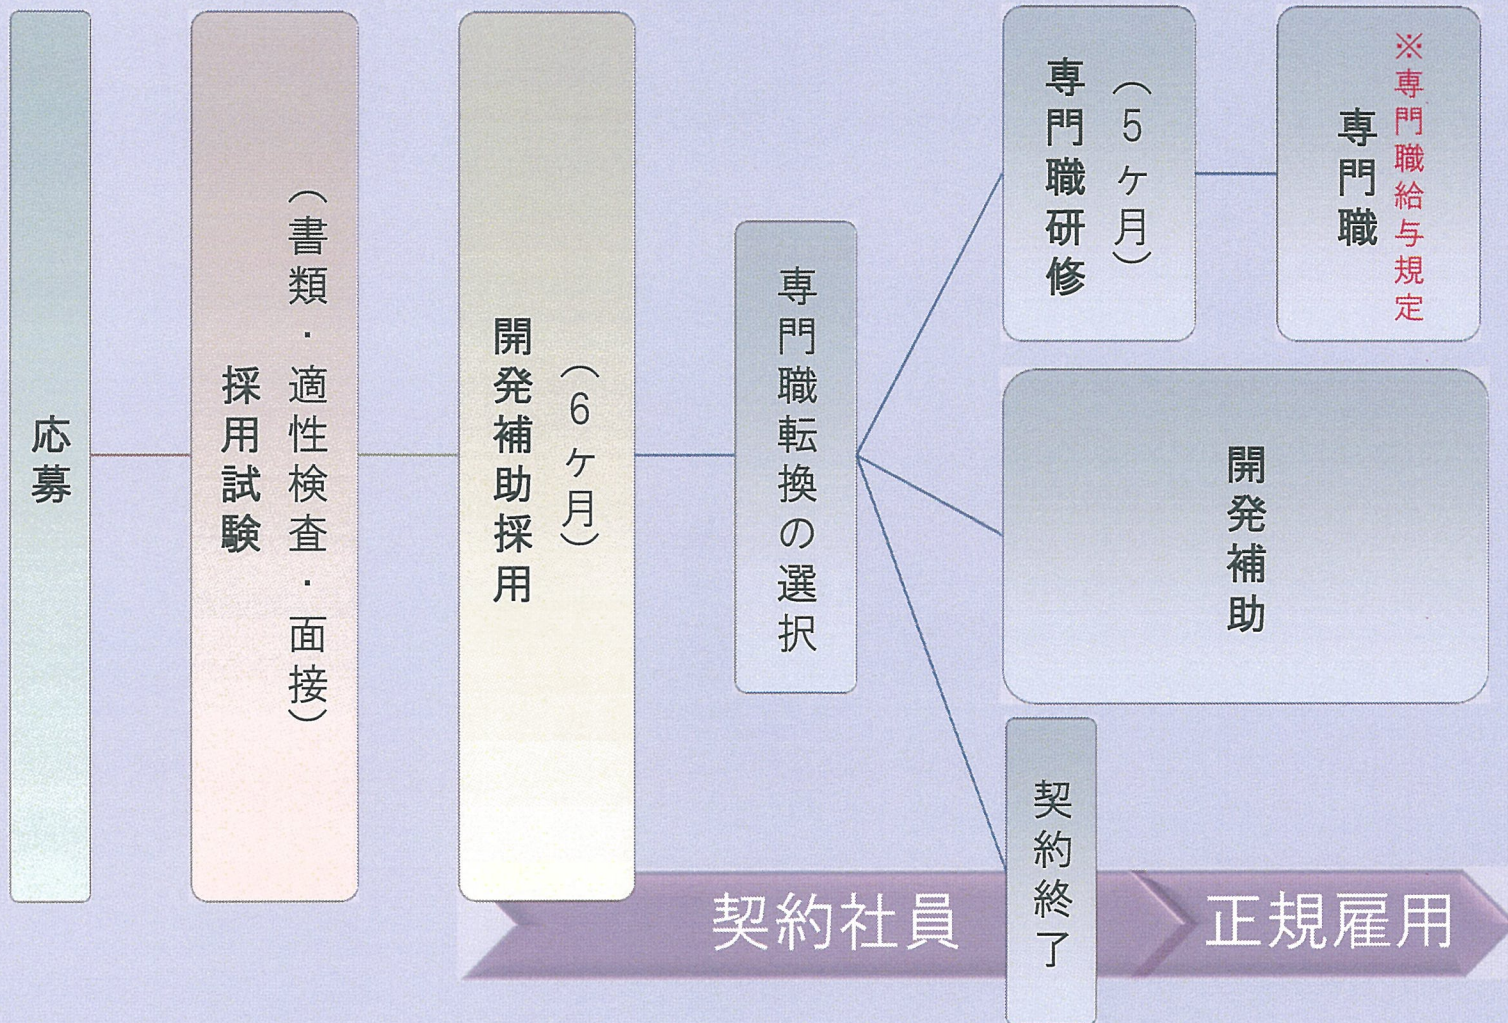 応募
採用試験
（書類・適性検査・面接）
開発補助採用
（6ヶ月）
専門職転換の選択
専門職研修
（5ヶ月）
専門職
※専門職給与規定
開発補助
契約終了
契約社員
正規雇用